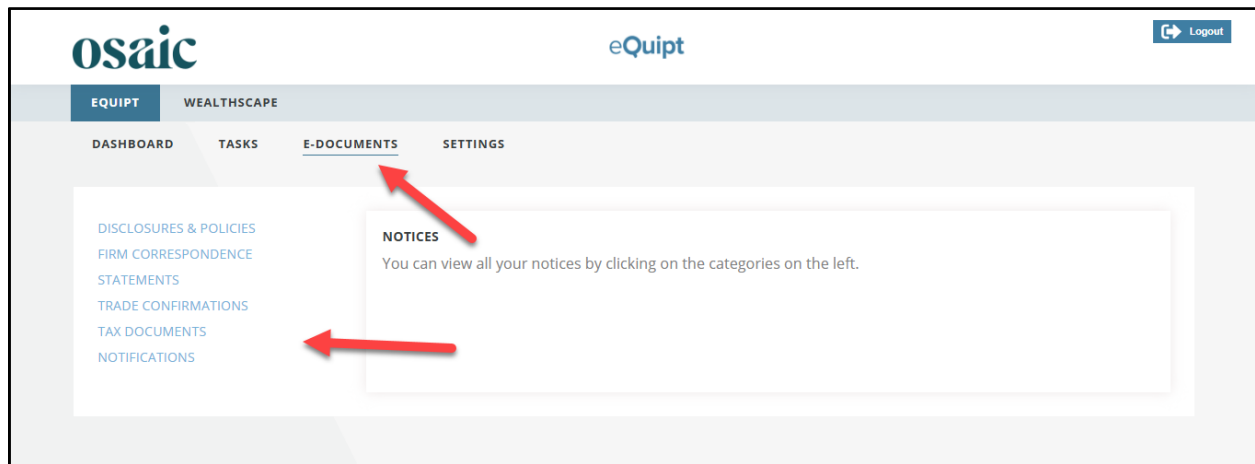 osaic
eQuipt
Logout
EQUIPT WEALTHSCAPE
DASHBOARD TASKS E-DOCUMENTS SETTINGS
DISCLOSURES & POLICIES
FIRM CORRESPONDENCE
STATEMENTS
TRADE CONFIRMATIONS
TAX DOCUMENTS
NOTIFICATIONS
NOTICES
You can view all your notices by clicking on the categories on the left.